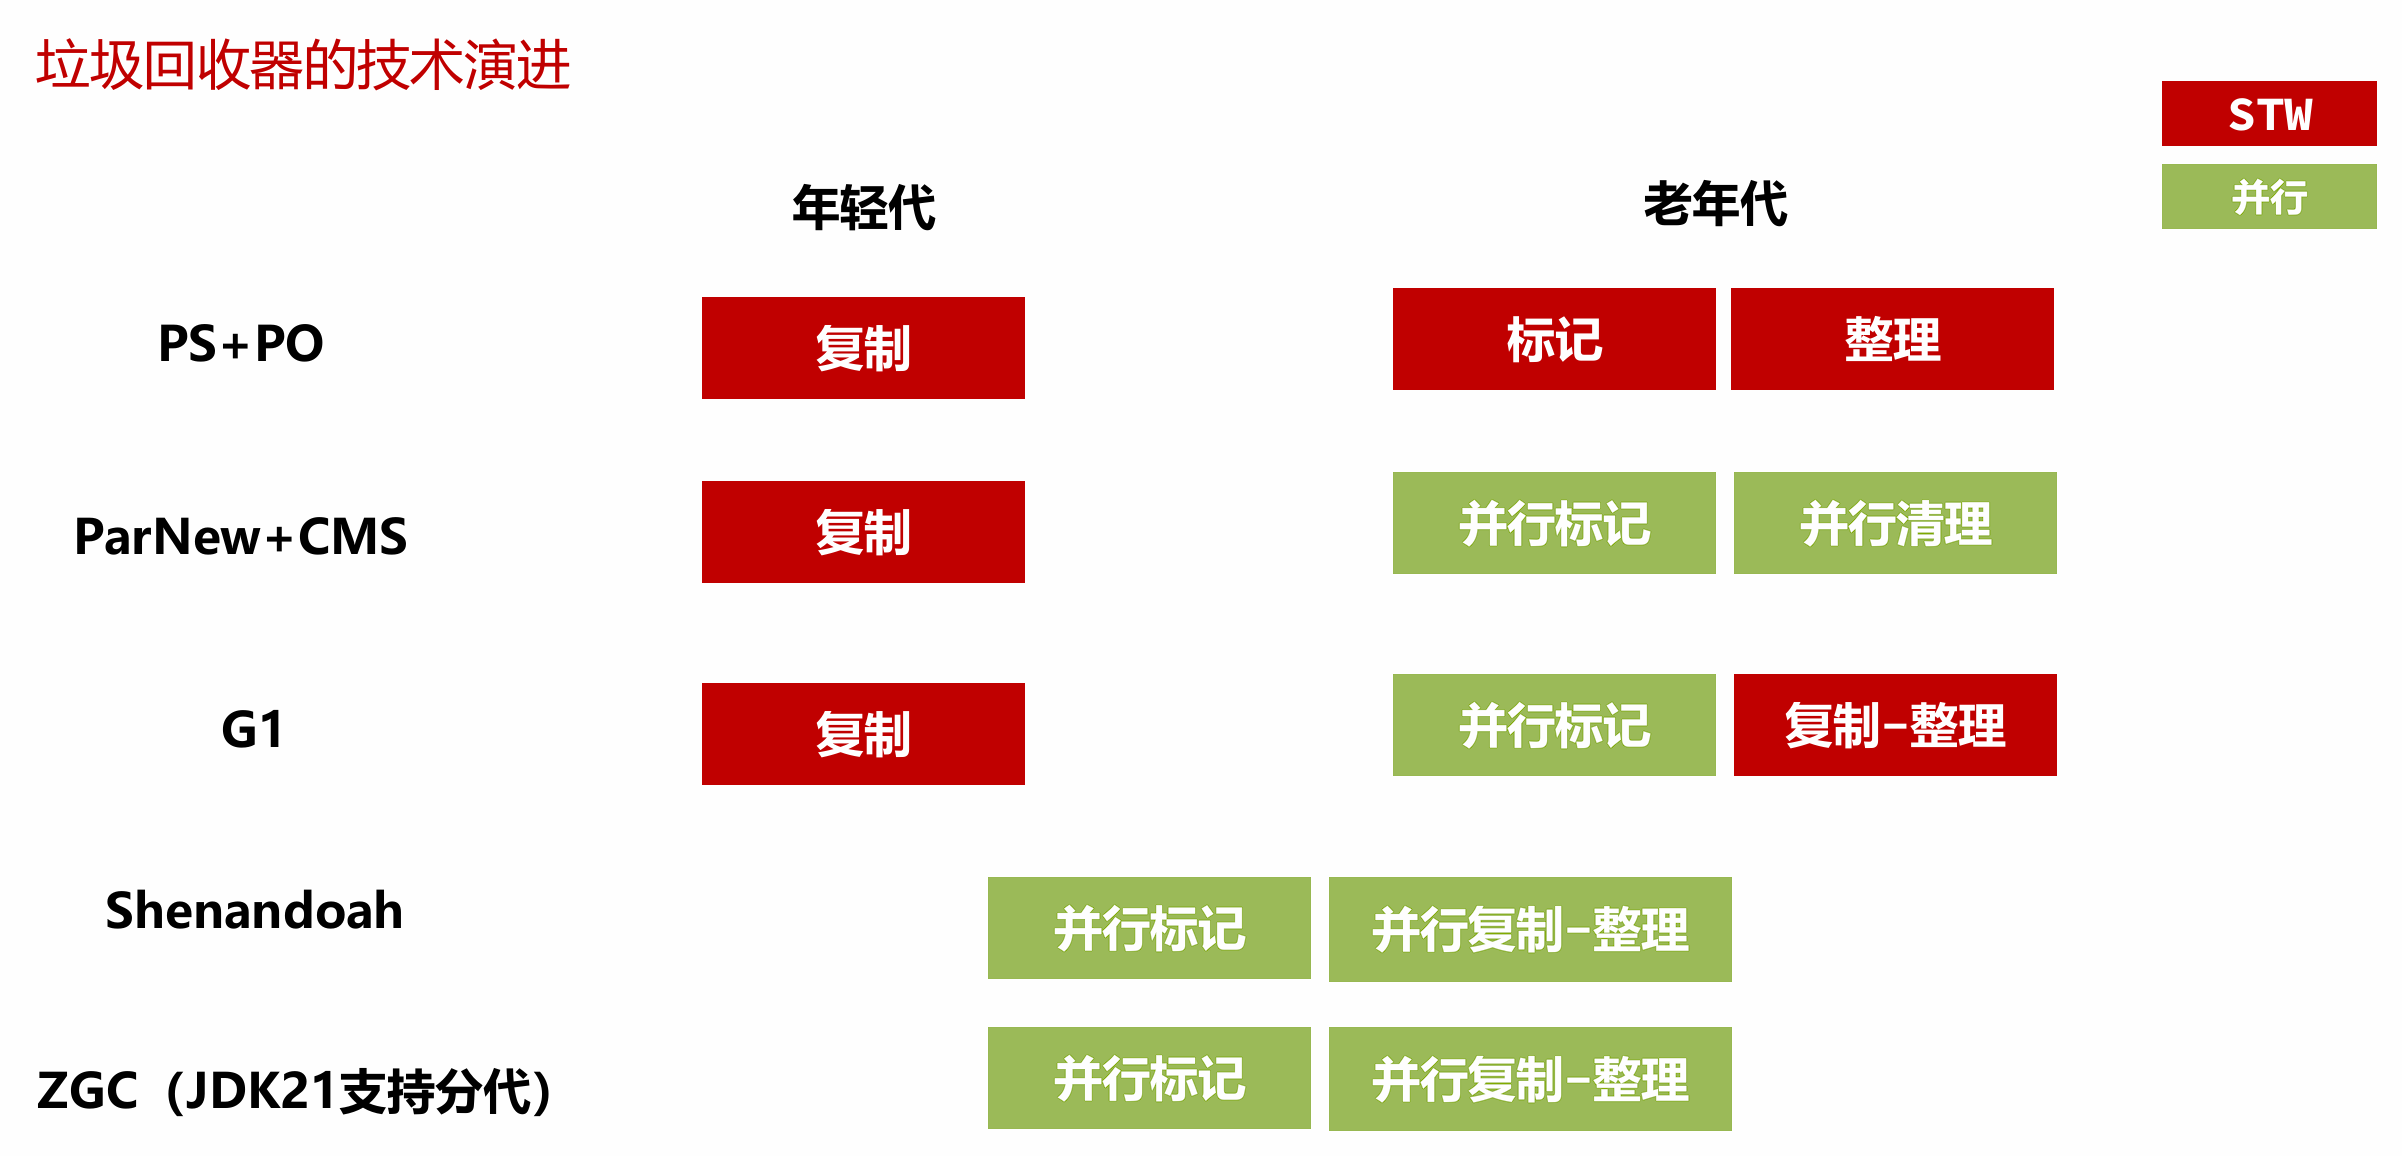 垃圾回收器的技术演进
STW
并行
年轻代
老年代
PS+PO
复制
标记
整理
ParNew+CMS
复制
并行标记
并行清理
G1
复制
并行标记
复制-整理
Shenandoah
并行标记
并行复制-整理
ZGC（JDK21支持分代）
并行标记
并行复制-整理